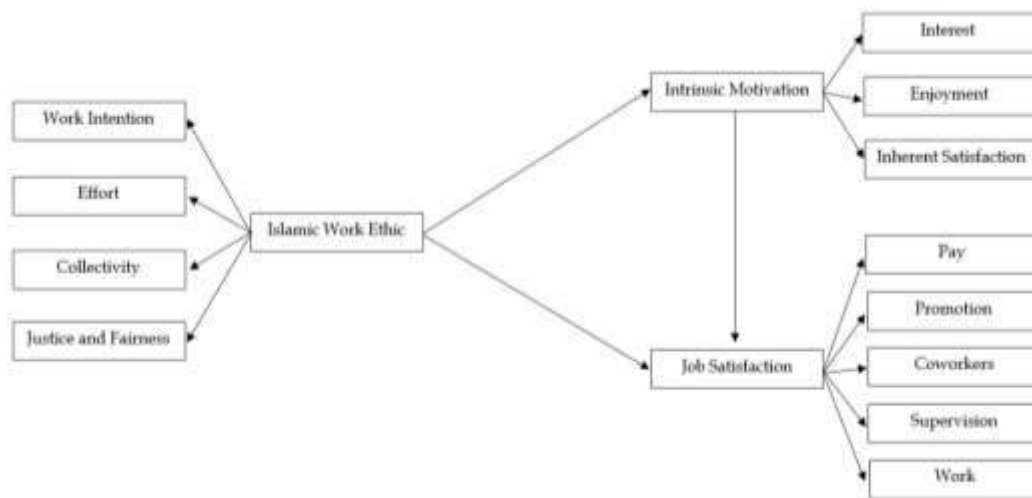 Work Intention
Effort
Collectivity
Justice and Fairness
Islamic Work Ethic
Intrinsic Motivation
Job Satisfaction
Interest
Enjoyment
Inherent Satisfaction
Pay
Promotion
Coworkers
Supervision
Work